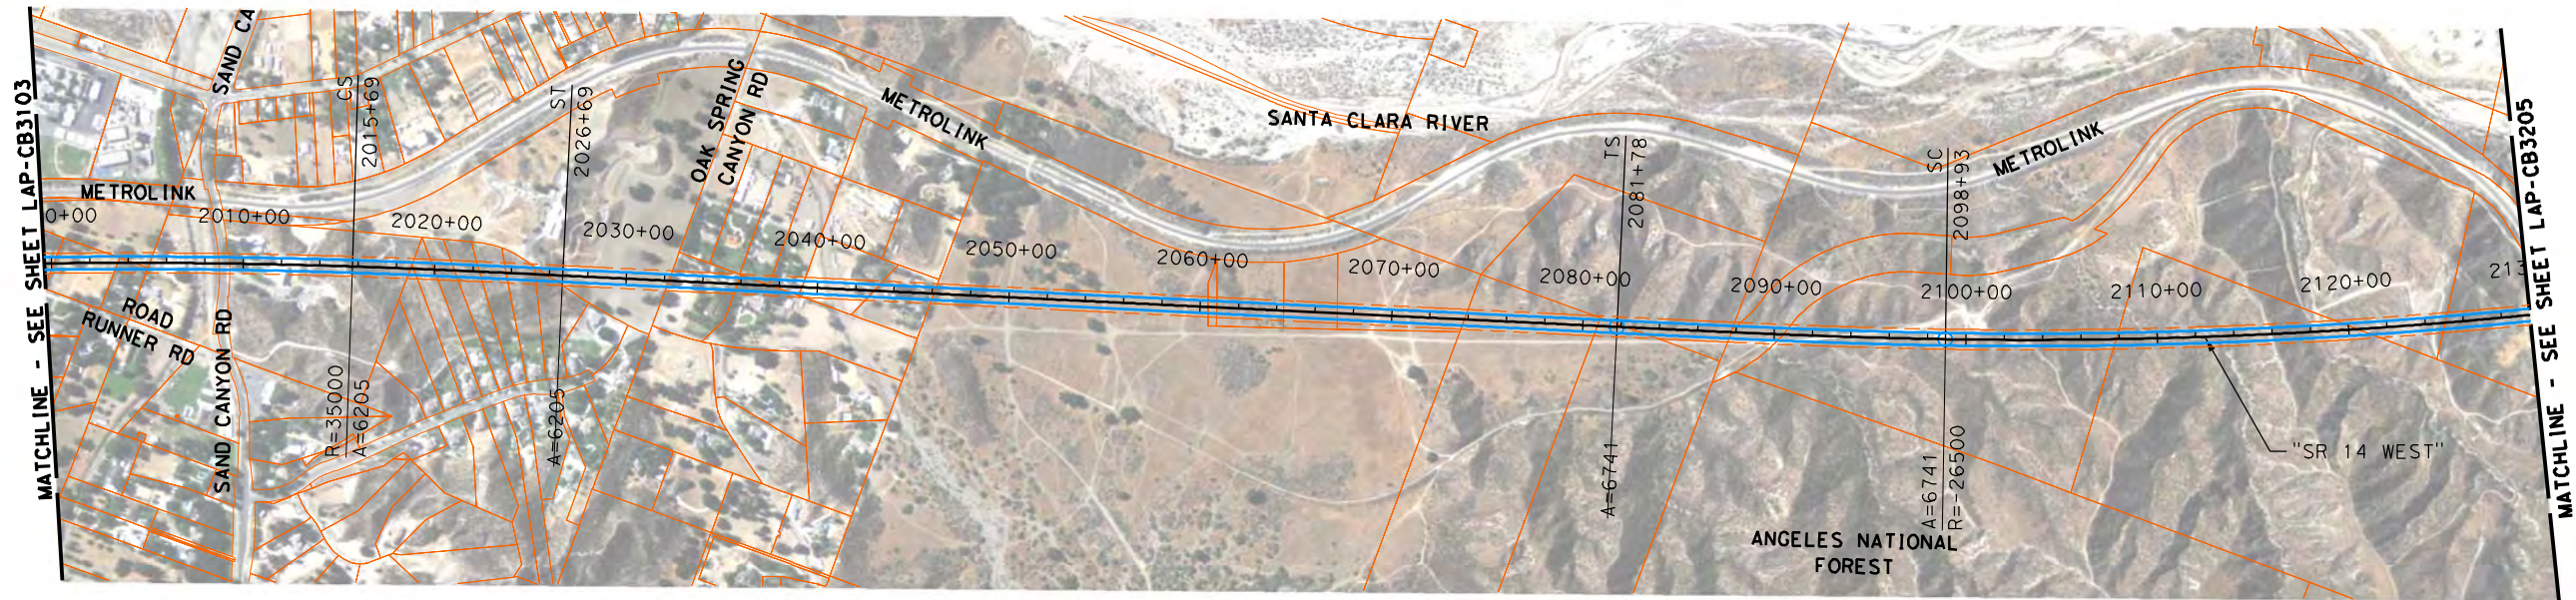 MATCHLINE - SEE SHEET LAP-CB3103
SAND CA
CS
2015+69
ST
2026+69
OAK SPRING
CANYON RD
METROLINK
SANTA CLARA RIVER
TS
2081+78
SC
2098+93
METROLINK
METROLINK
0+00
2010+00
2020+00
2030+00
2040+00
2050+00
2060+00
2070+00
2080+00
2090+00
2100+00
2110+00
2120+00
213
ROAD
RUNNER RD
SAND CANYON RD
R=35000
A=6205
A=6205
A=6741
A=6741
R=-26500
"SR 14 WEST"
ANGELES NATIONAL
FOREST
MATCHLINE - SEE SHEET LAP-CB3205